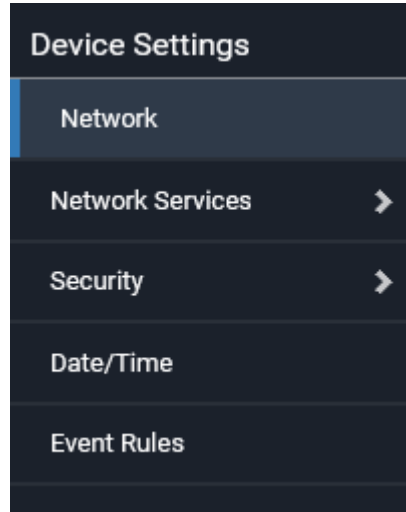 Device Settings
Network
Network Services
Security
Date/Time
Event Rules